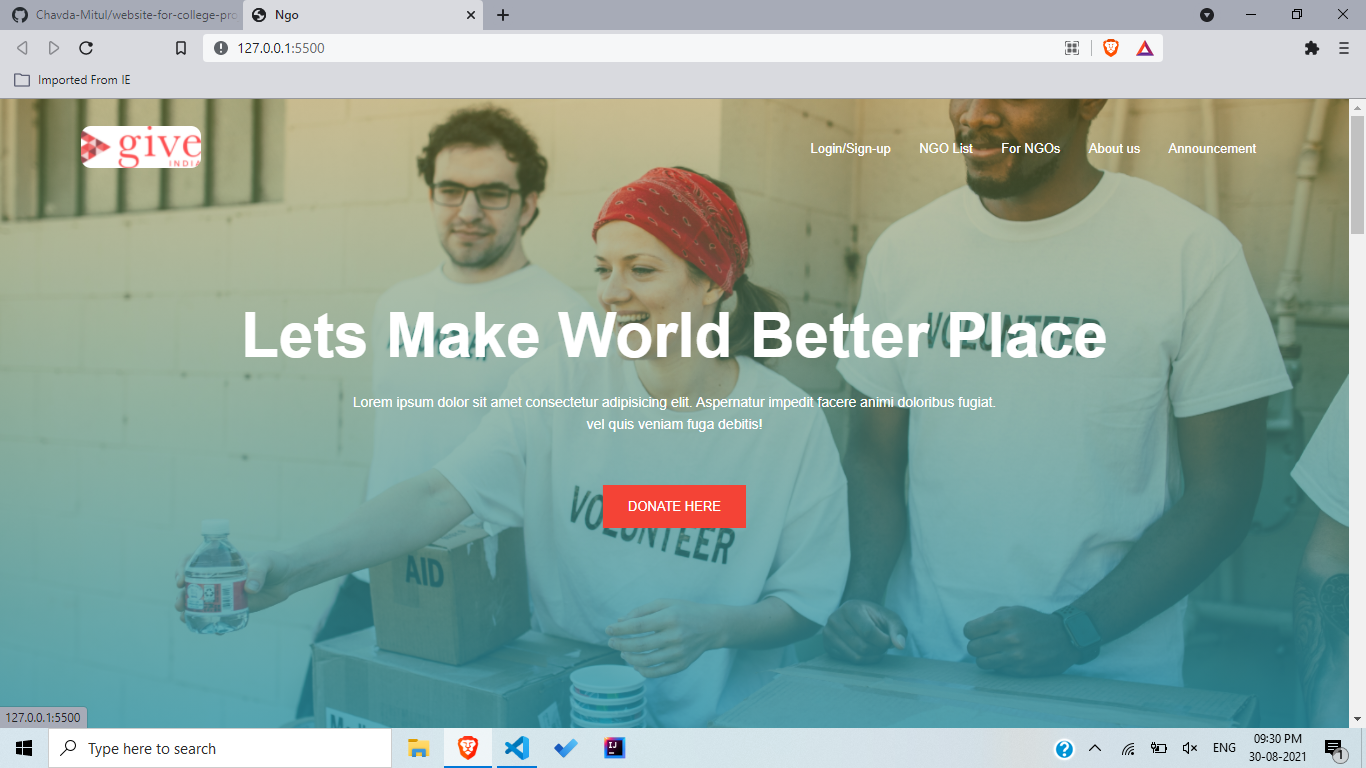 Chavda-Mitul/website-for-college-pro
Ngo
127.0.0.1:5500
Imported From IE
give
INDIA
Login/Sign-up
NGO List
For NGOs
About us
Announcement
VOLUNTEER
Lets Make World Better Place
Lorem ipsum dolor sit amet consectetur adipisicing elit. Aspernatur impedit facere animi doloribus fugiat.
vel quis veniam fuga debitis!
DONATE HERE
VOLUNTEER
AID
127.0.0.1:5500
Type here to search
ENG
09:30 PM
30-08-2021
1